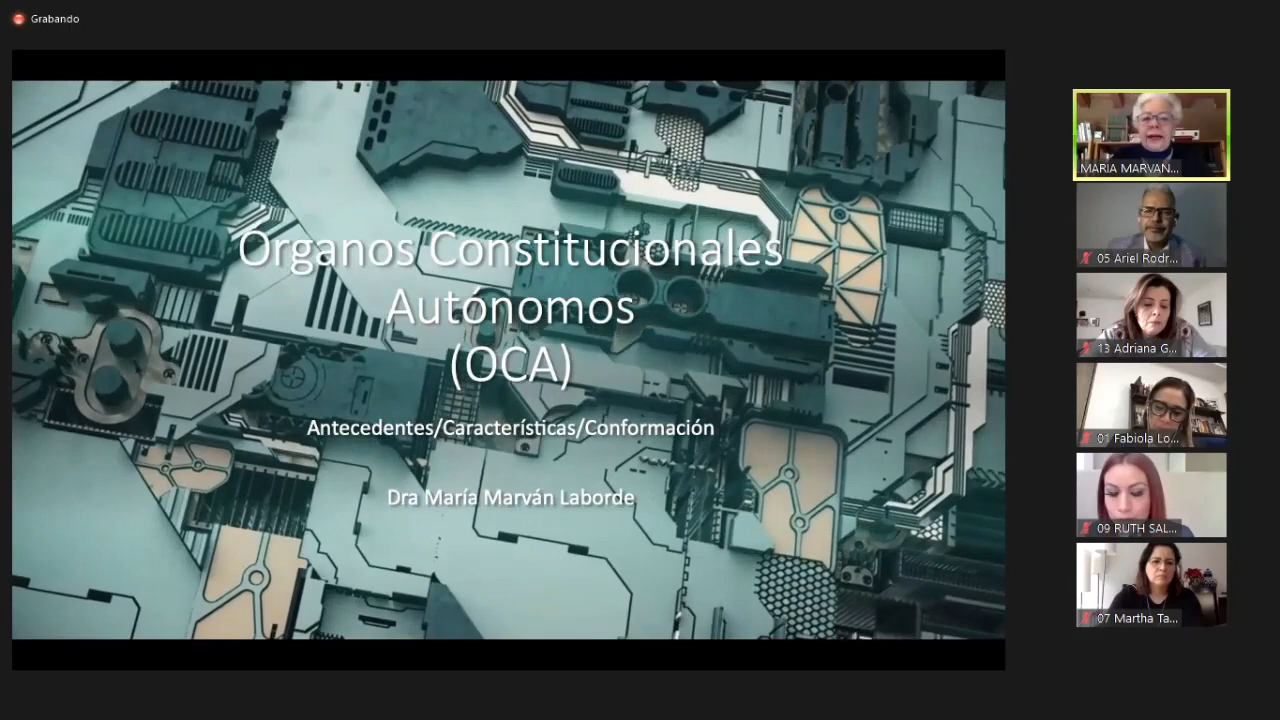 Grabando
Organos Constitucionales
Autónomos
(OCA)
Antecedentes/Características/Conformación
Dra María Marván Laborde
MARIA MARVAN...
05 Ariel Rodr...
13 Adriana G...
01 Fabiola Lo...
09 RUTH SAL...
07 Martha Ta...